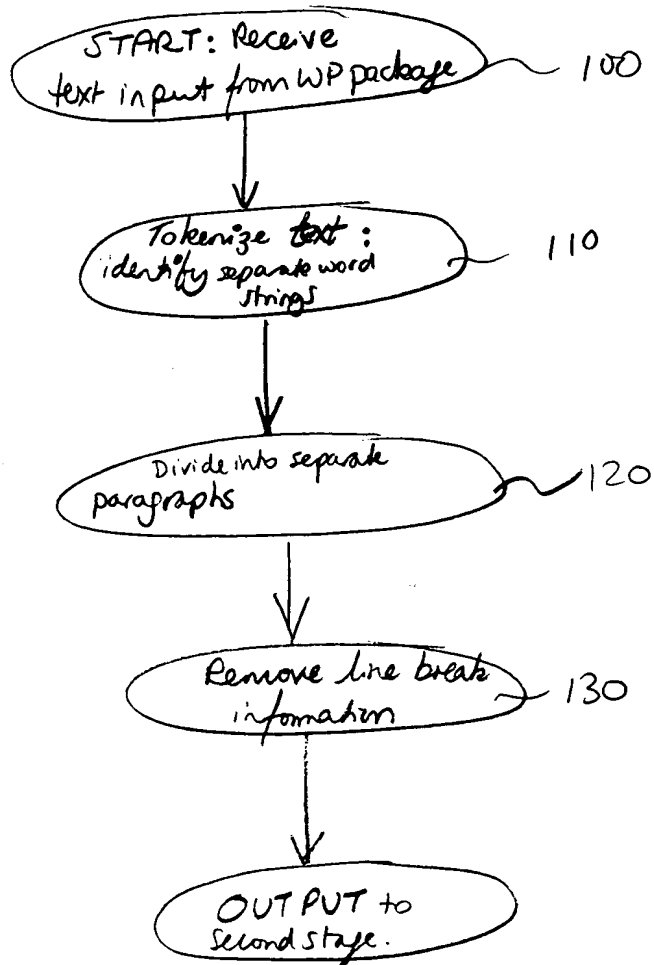 START: Receive
text input from WP package
100
Tokenize text:
identify separate word
strings
110
Divide into separate
paragraphs
120
Remove line break
information
130
OUTPUT to
second stage.